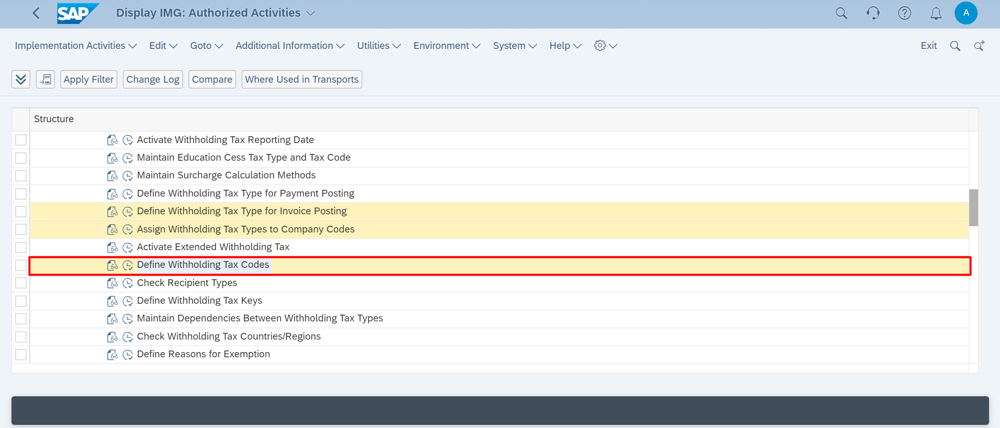 SAP Display IMG: Authorized Activities A
Implementation Activities Edit Goto Additional Information Utilities Environment System Help Exit
Apply Filter Change Log Compare Where Used in Transports
Structure
Activate Withholding Tax Reporting Date
Maintain Education Cess Tax Type and Tax Code
Maintain Surcharge Calculation Methods
Define Withholding Tax Type for Payment Posting
Define Withholding Tax Type for Invoice Posting
Assign Withholding Tax Types to Company Codes
Activate Extended Withholding Tax
Define Withholding Tax Codes
Check Recipient Types
Define Withholding Tax Keys
Maintain Dependencies Between Withholding Tax Types
Check Withholding Tax Countries/Regions
Define Reasons for Exemption